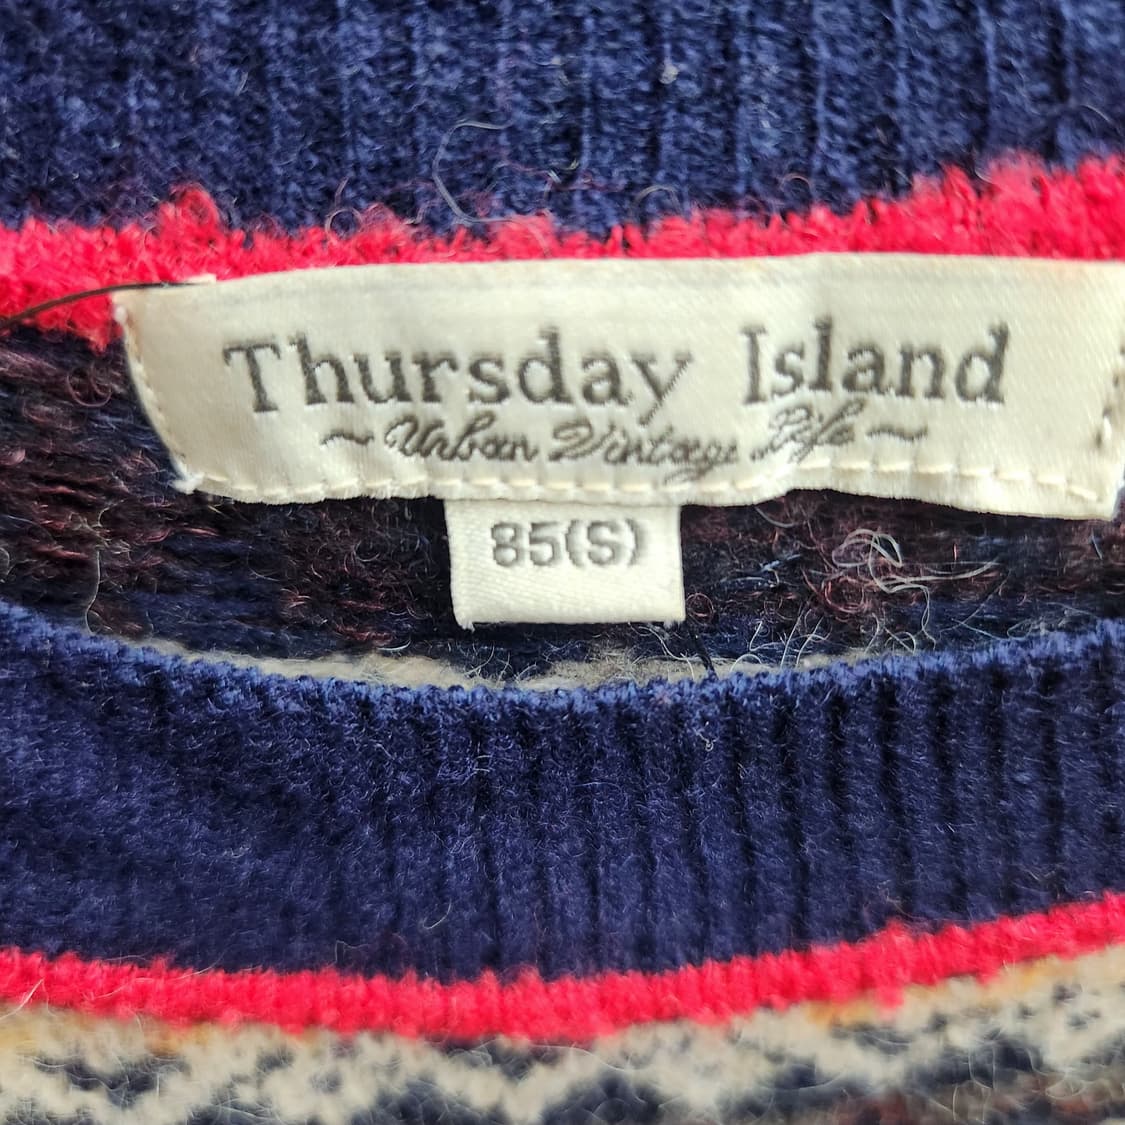 Thursday Island
~Urban Vintage Life~
85(S)